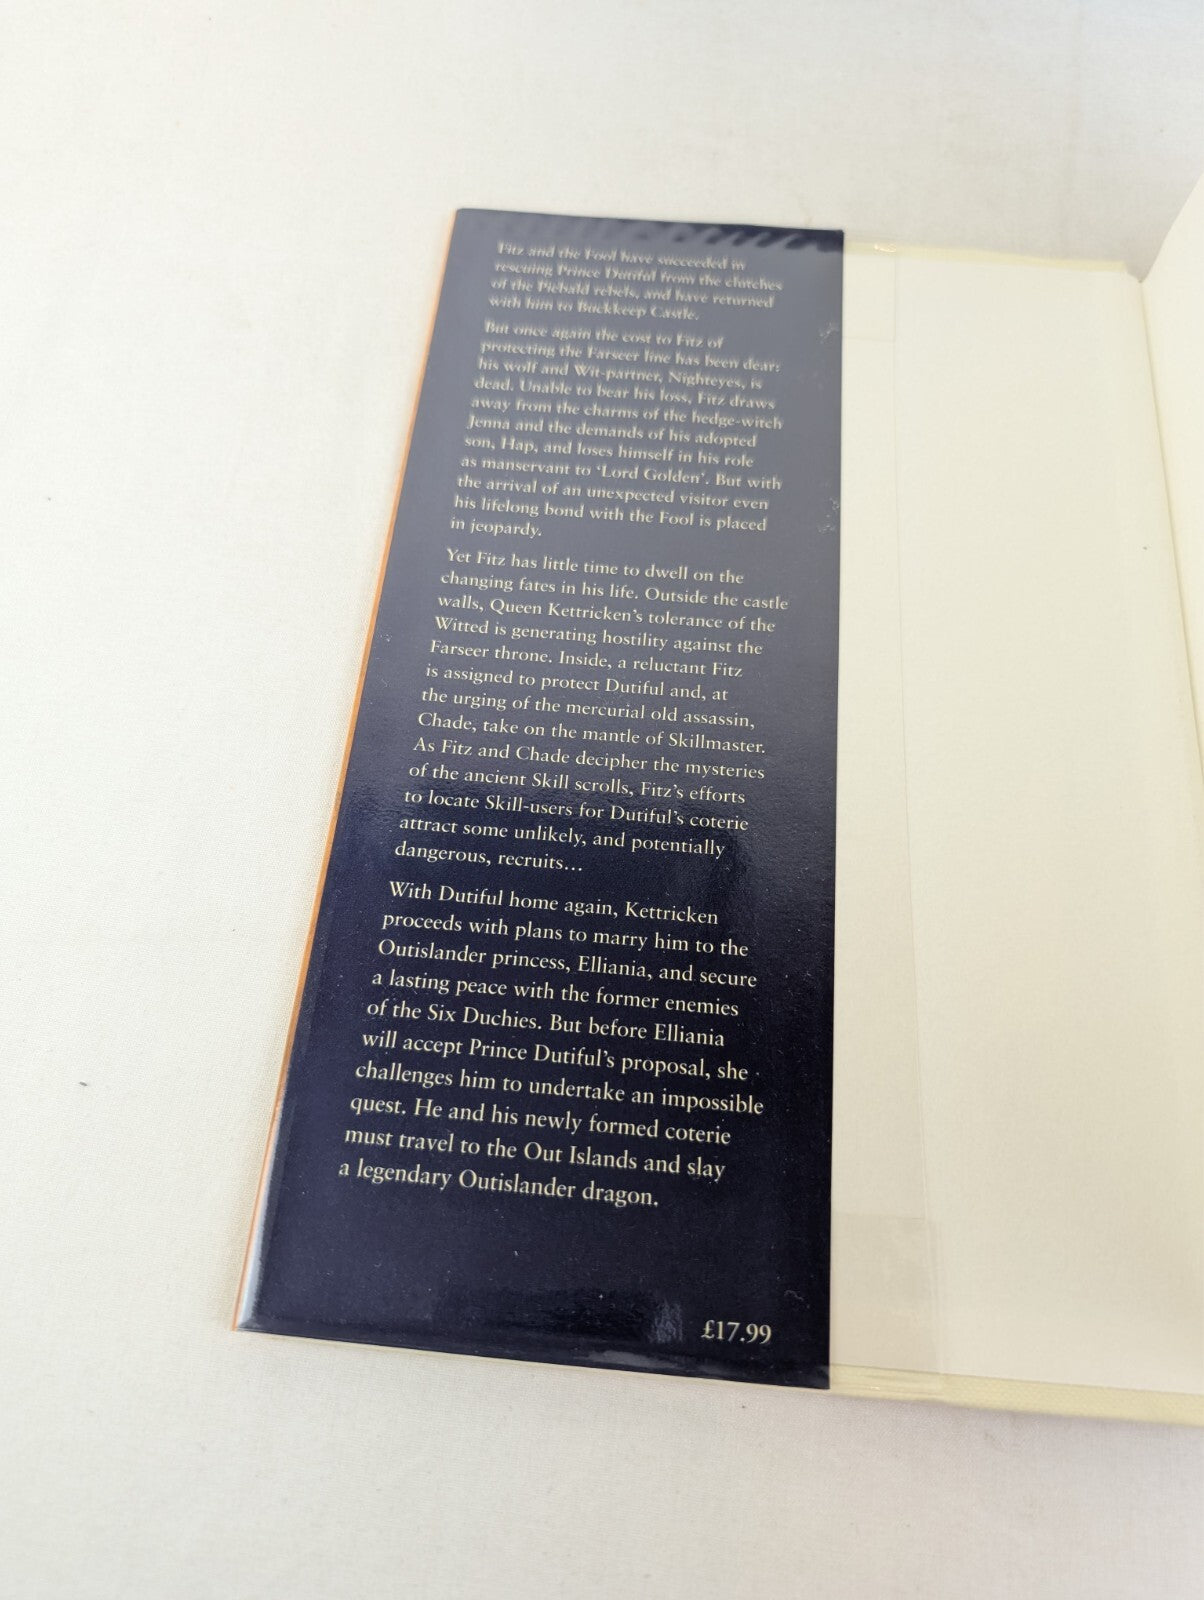 Fitz and the Fool have succeeded in
rescuing Prince Dutiful from the clutches
of the Piebald rebels, and have returned
with him to Buckkeep Castle.
But once again the cost to Fitz of
protecting the Farseer line has been dear:
his wolf and Wit-partner, Nighteyes, is
dead. Unable to bear his loss, Fitz draws
away from the charms of the hedge-witch
Jenna and the demands of his adopted
son, Hap, and loses himself in his role
as manservant to ‘Lord Golden’. But with
the arrival of an unexpected visitor even
his lifelong bond with the Fool is placed
in jeopardy.
Yet Fitz has little time to dwell on the
changing fates in his life. Outside the castle
walls, Queen Kettricken’s tolerance of the
Witted is generating hostility against the
Farseer throne. Inside, a reluctant Fitz
is assigned to protect Dutiful and, at
the urging of the mercurial old assassin,
Chade, take on the mantle of Skillmaster.
As Fitz and Chade decipher the mysteries
of the ancient Skill scrolls, Fitz’s efforts
to locate Skill-users for Dutiful’s coterie
attract some unlikely, and potentially
dangerous, recruits…
With Dutiful home again, Kettricken
proceeds with plans to marry him to the
Outislander princess, Elliania, and secure
a lasting peace with the former enemies
of the Six Duchies. But before Elliania
will accept Prince Dutiful’s proposal, she
challenges him to undertake an impossible
quest. He and his newly formed coterie
must travel to the Out Islands and slay
a legendary Outislander dragon.
£17.99